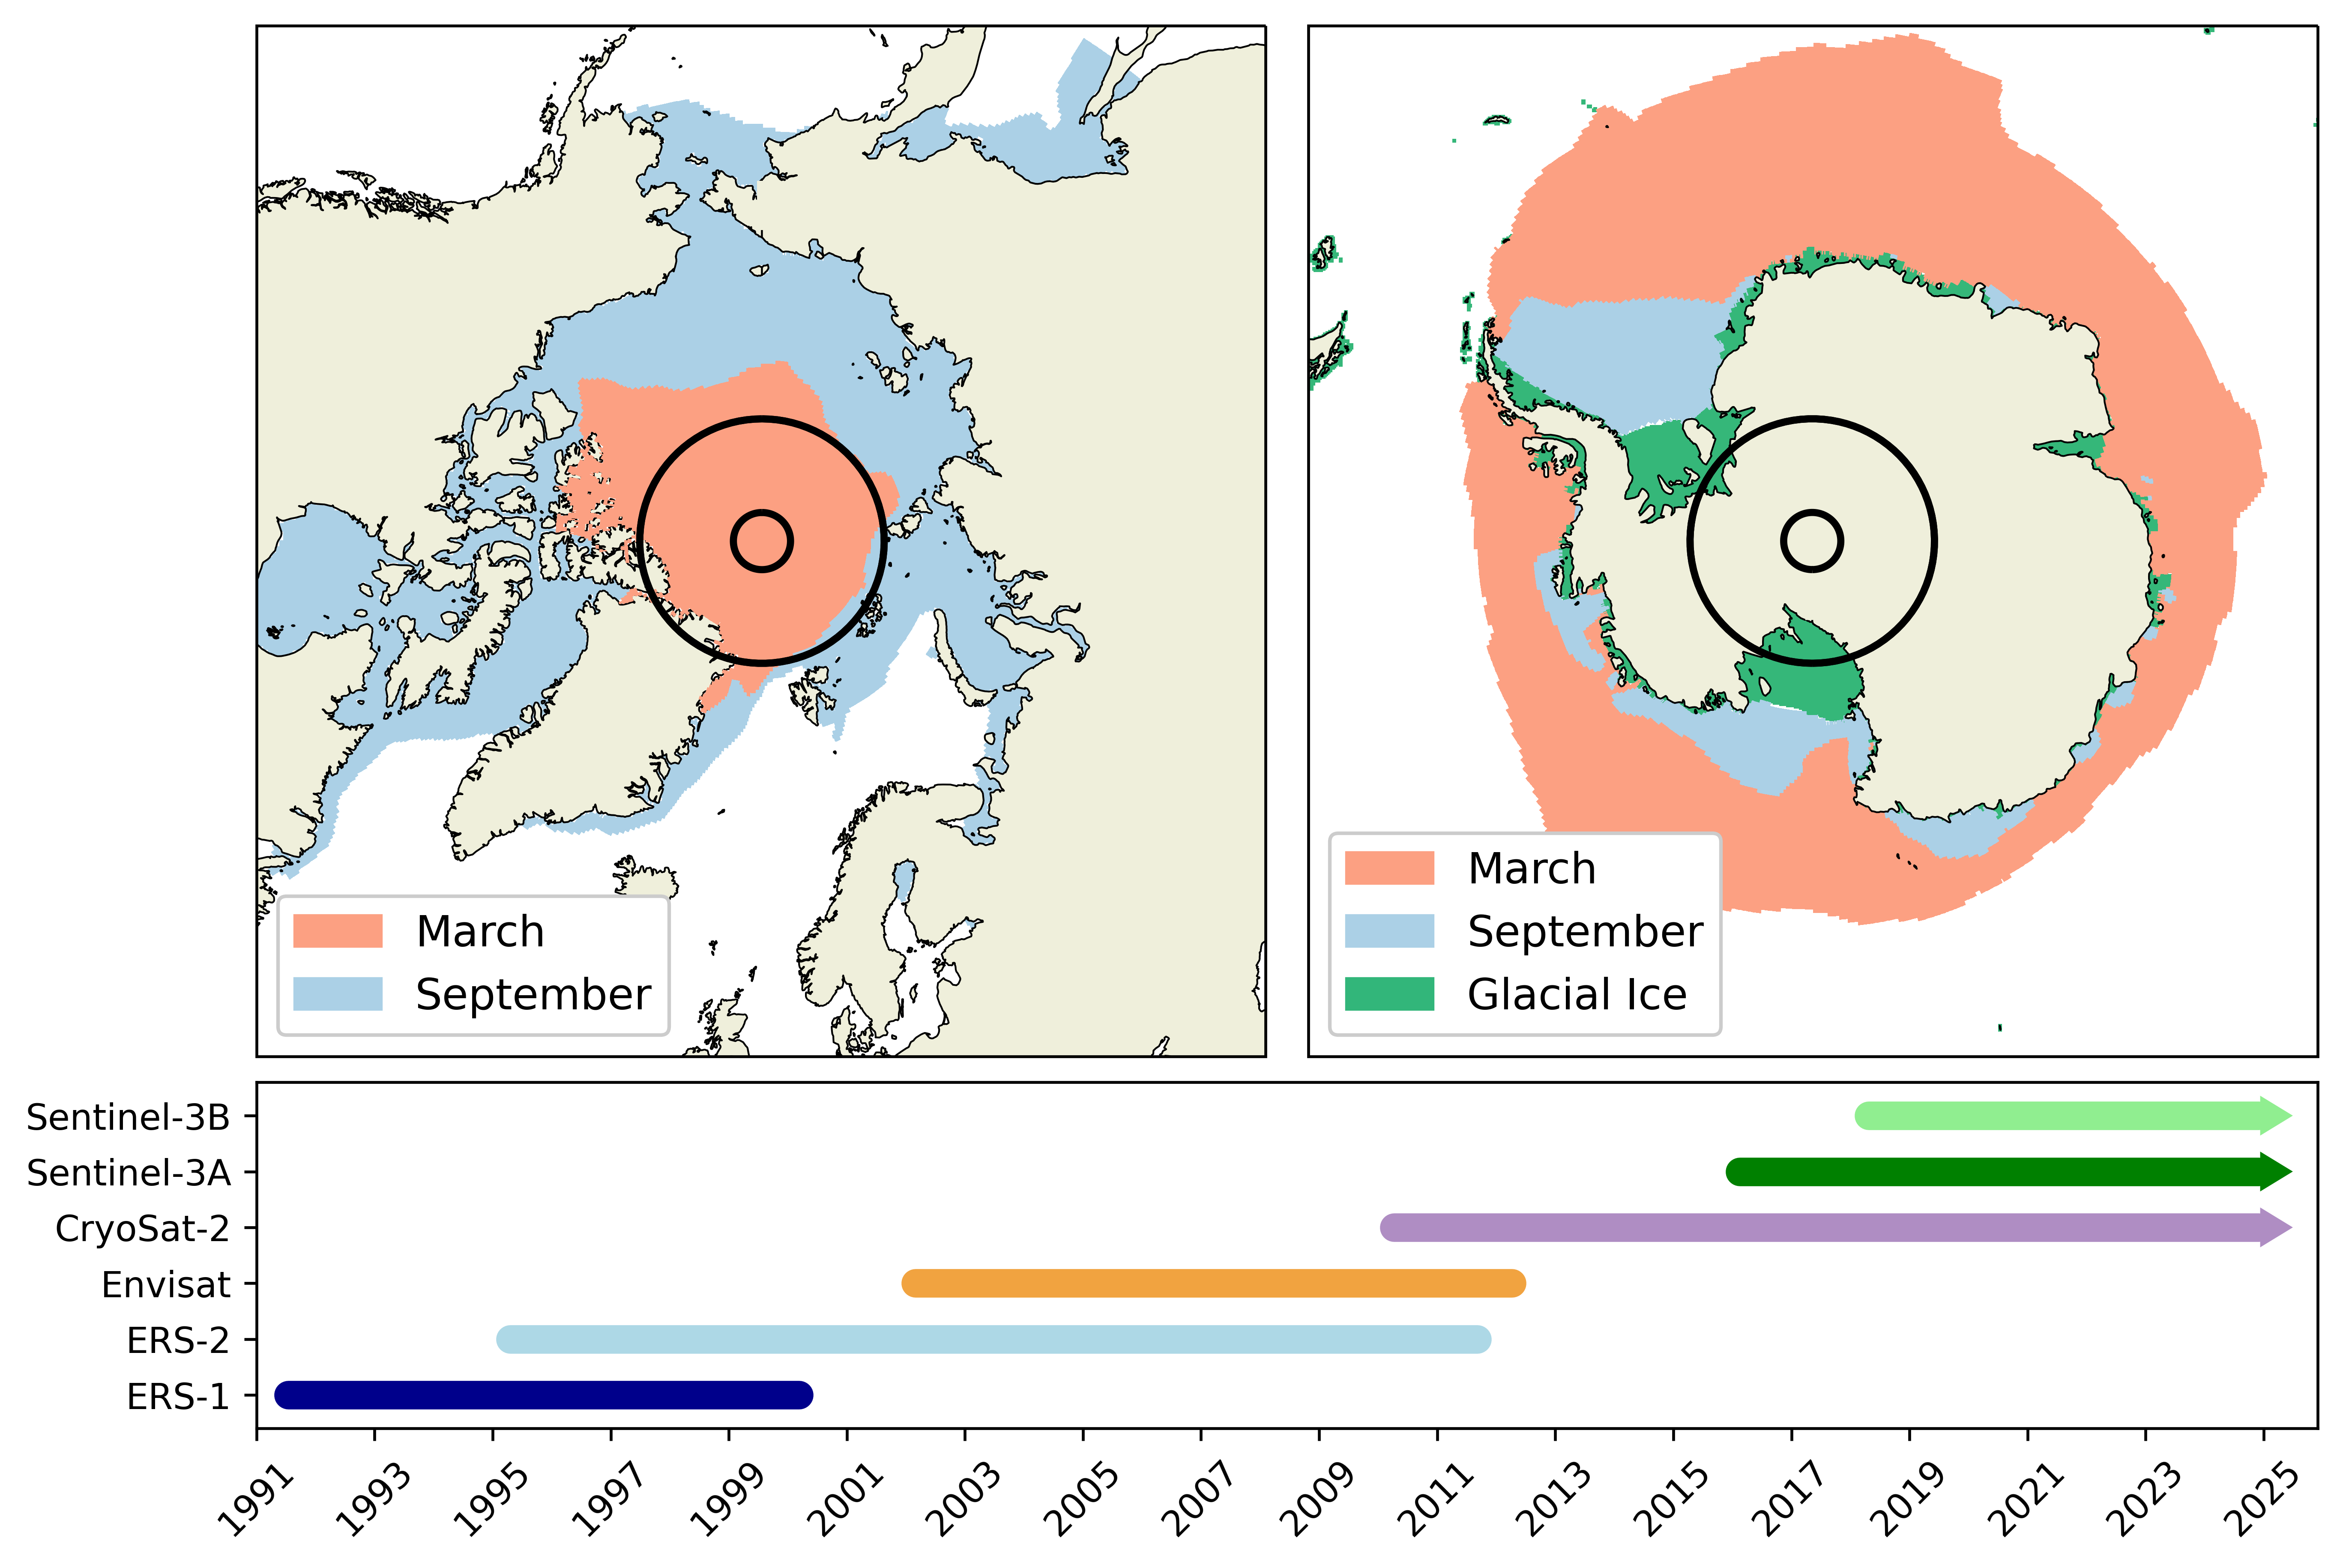 March
September
March
September
Glacial Ice
Sentinel-3B
Sentinel-3A
CryoSat-2
Envisat
ERS-2
ERS-1
1991
1993
1995
1997
1999
2001
2003
2005
2007
2009
2011
2013
2015
2017
2019
2021
2023
2025